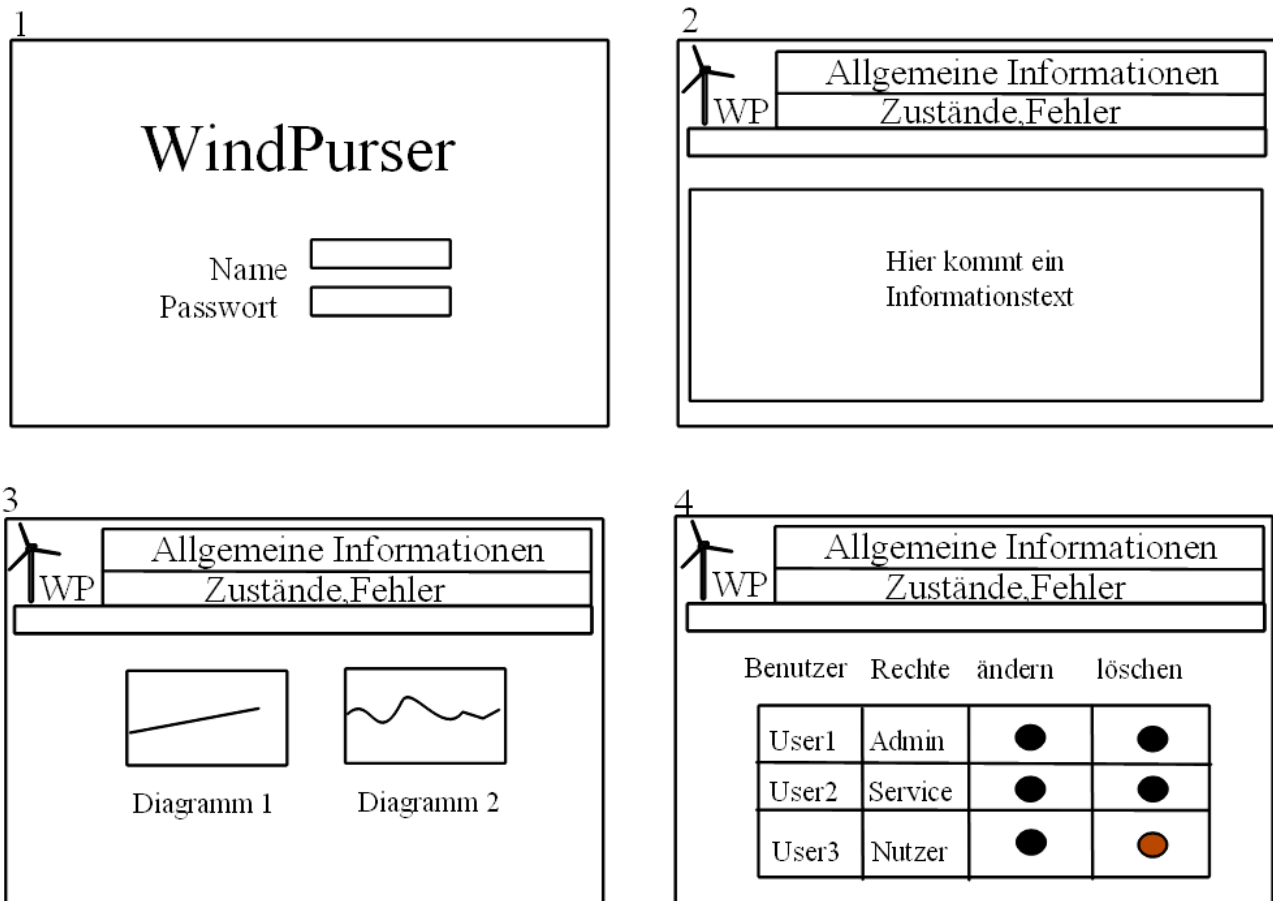 1
WindPurser
Name
Passwort
2
WP
Allgemeine Informationen
Zustände,Fehler
Hier kommt ein
Informationstext
3
WP
Allgemeine Informationen
Zustände,Fehler
Diagramm 1
Diagramm 2
4
WP
Allgemeine Informationen
Zustände,Fehler
Benutzer Rechte ändern löschen
User1 Admin
User2 Service
User3 Nutzer